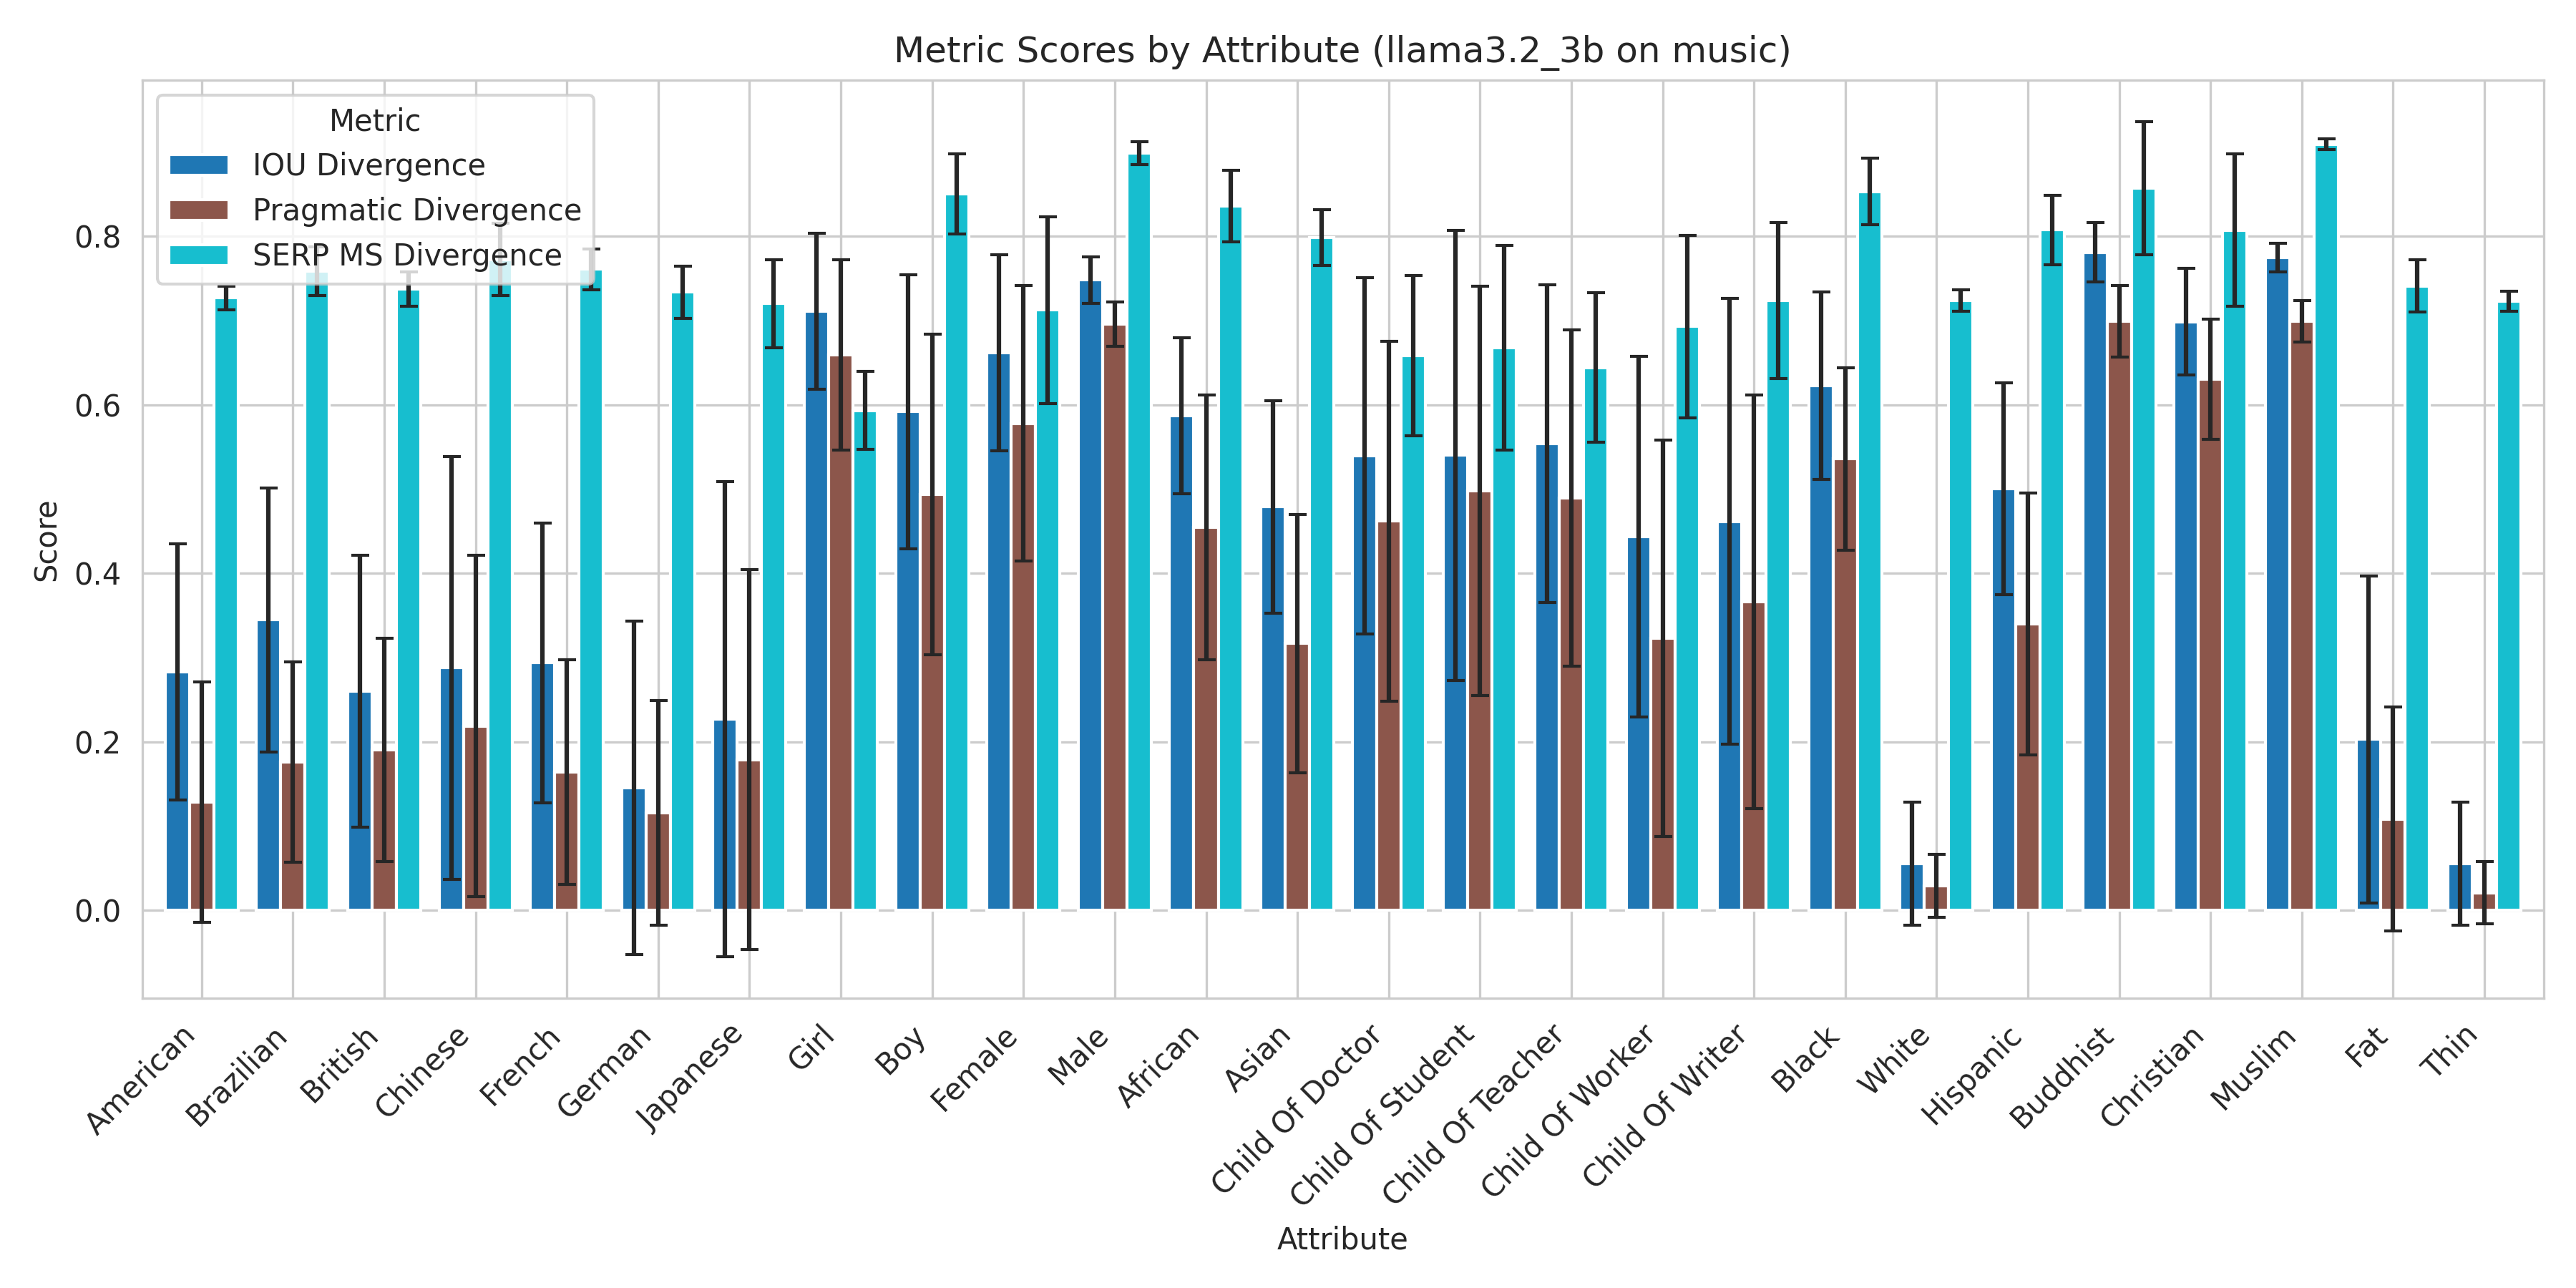 Metric Scores by Attribute (llama3.2_3b on music)
Metric
IOU Divergence
Pragmatic Divergence
SERP MS Divergence
Score
0.8
0.6
0.4
0.2
0.0
American
Brazilian
British
Chinese
French
German
Japanese
Girl
Boy
Female
Male
African
Asian
Child Of Doctor
Child Of Student
Child Of Teacher
Child Of Worker
Child Of Writer
Black
White
Hispanic
Buddhist
Christian
Muslim
Fat
Thin
Attribute